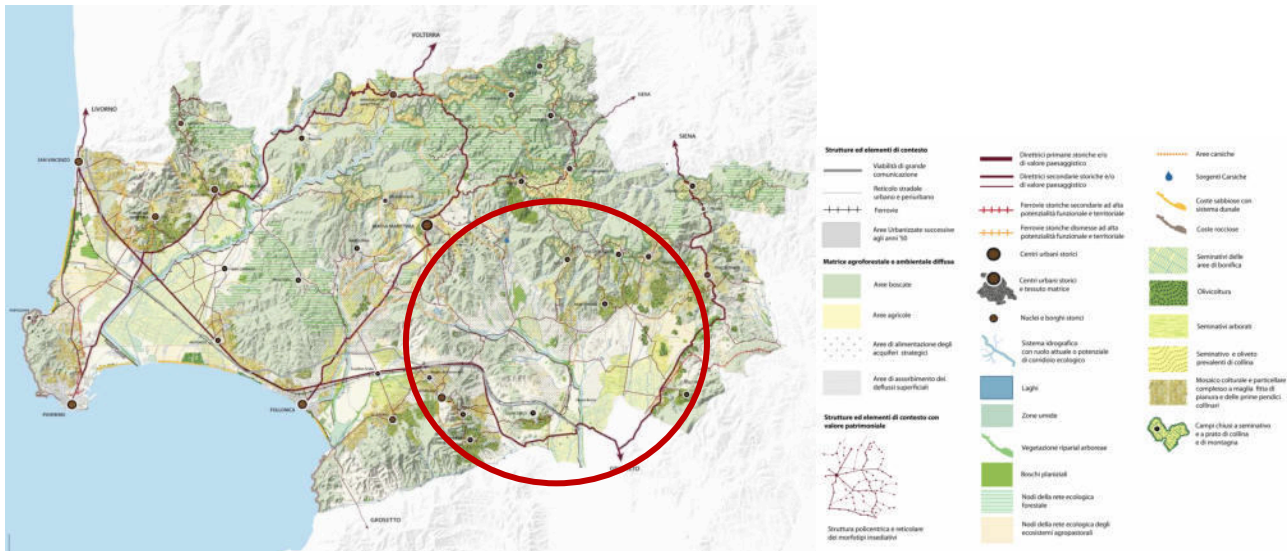 VOLTERRA
LIVORNO
SIENA
SIENA
SAN VINCENZO
MASSA MARITTIMA
PIOMBINO
FOLLONICA
GROSSETO
GROSSETO
Strutture ed elementi di contesto
Viabilità di grande
comunicazione
Reticolo stradale
urbano e periurbano
Ferrovie
Aree Urbanizzate successive
agli anni '50
Matrice agroforestale e ambientale diffusa
Aree boscate
Aree agricole
Aree di alimentazione degli
acquiferi strategici
Aree di assorbimento dei
deflussi superficiali
Strutture ed elementi di contesto con
valore patrimoniale
Struttura policentrica e reticolare
dei morfotipi insediativi
Direttrici primarie storiche e/o
di valore paesaggistico
Direttrici secondarie storiche e/o
di valore paesaggistico
Ferrovie storiche secondarie ad alta
potenzialità funzionale e territoriale
Ferrovie storiche dismesse ad alta
potenzialità funzionale e territoriale
Centri urbani storici
Centri urbani storici
e tessuto matrice
Nuclei e borghi storici
Sistema idrografico
con ruolo attuale o potenziale
di corridoio ecologico
Laghi
Zone umide
Vegetazione ripariale arborea
Boschi planiziali
Nodi della rete ecologica
forestale
Nodi della rete ecologica degli
ecosistemi agropastorali
Aree carsiche
Sorgenti Carsiche
Coste sabbiose con
sistema dunale
Coste rocciose
Seminativi delle
aree di bonifica
Olivicoltura
Seminativi arborati
Seminativo e oliveto
prevalenti di collina
Mosaico colturale e particellare
complesso a maglia fitta di
pianura e delle prime pendici
collinari
Campi chiusi a seminativo
e a prato di collina
e di montagna